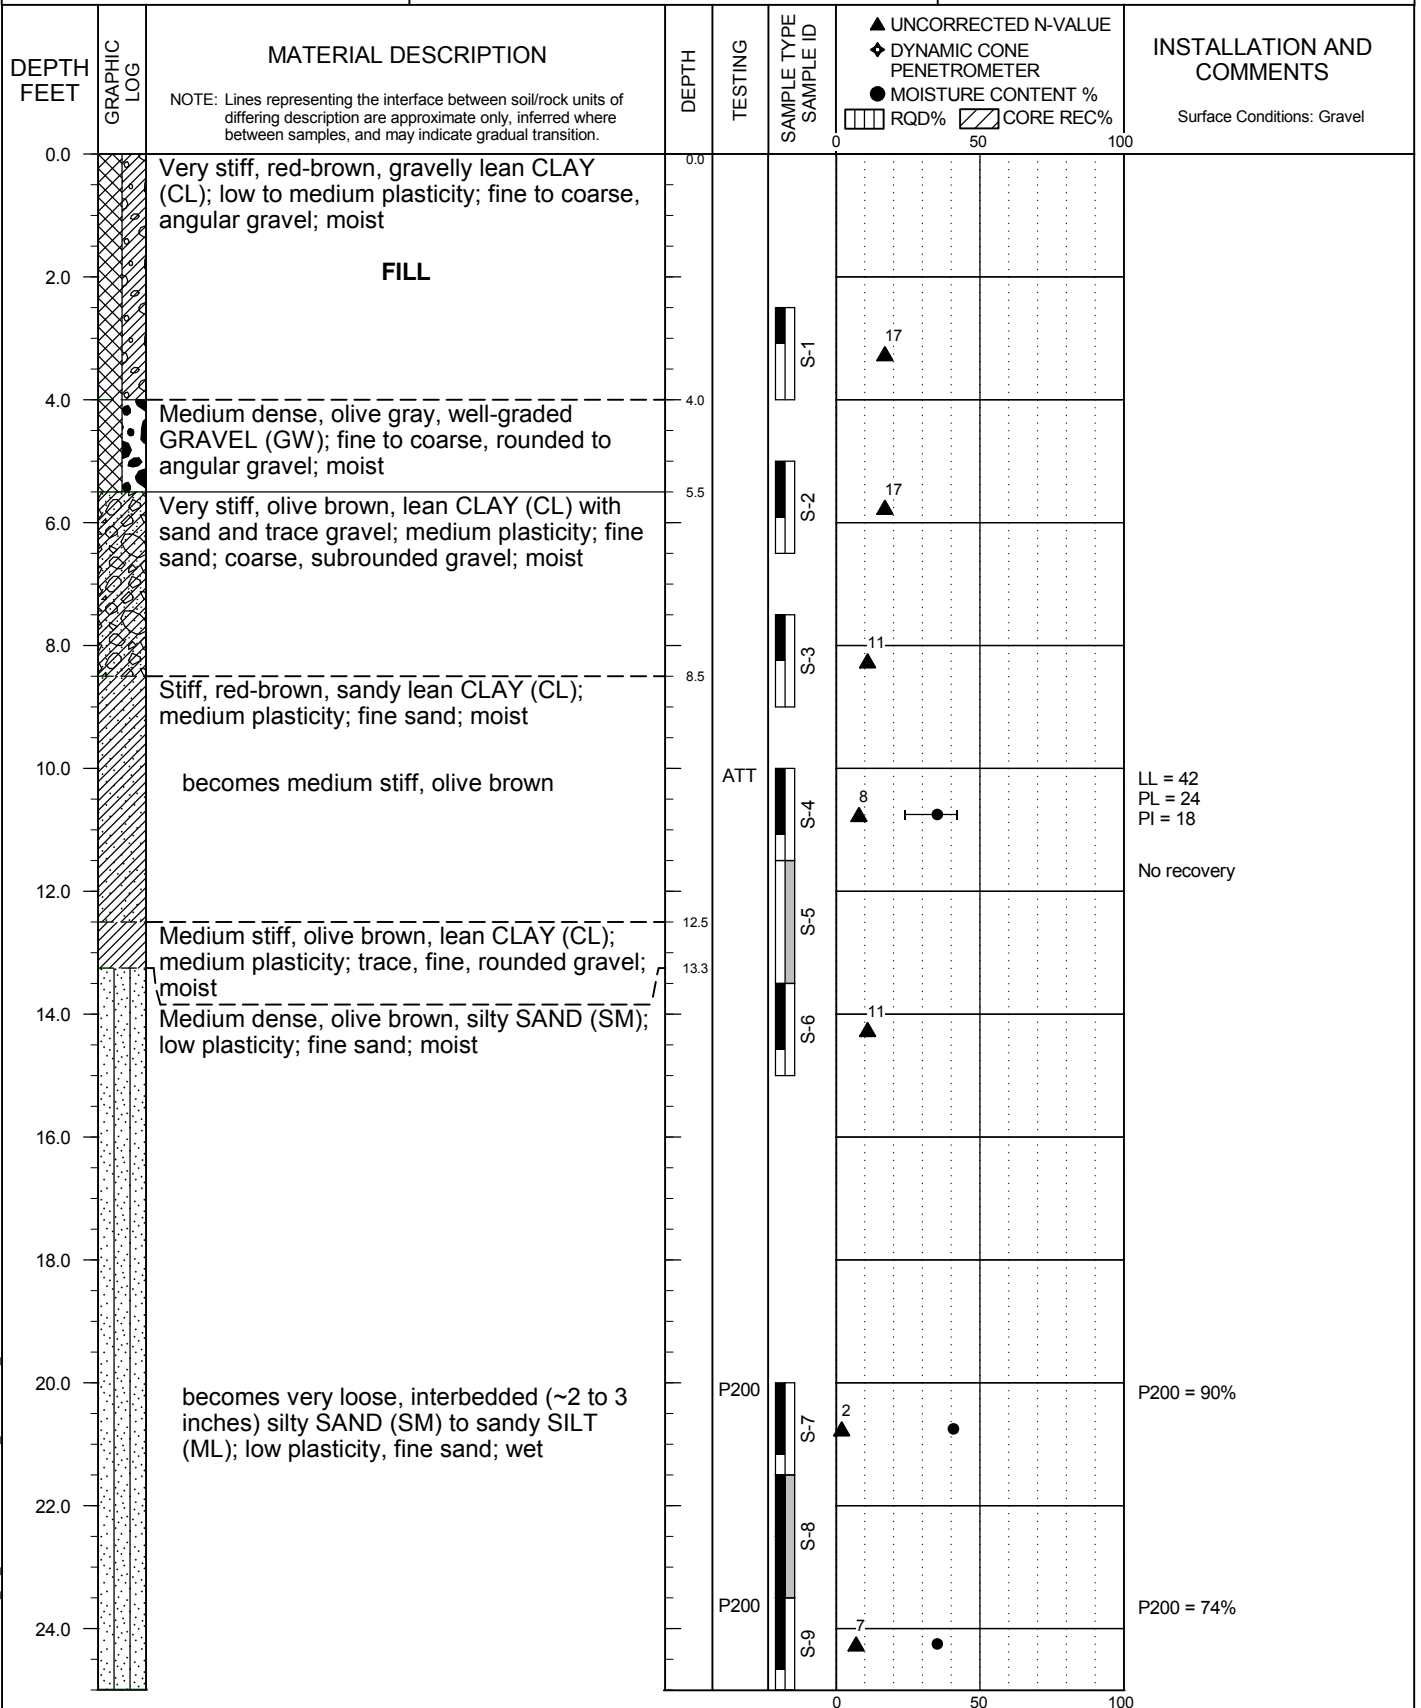 DEPTH
FEET
GRAPHIC
LOG
MATERIAL DESCRIPTION
NOTE: Lines representing the interface between soil/rock units of
differing description are approximate only, inferred where
between samples, and may indicate gradual transition.
DEPTH
TESTING
SAMPLE TYPE
SAMPLE ID
UNCORRECTED N-VALUE
DYNAMIC CONE
PENETROMETER
MOISTURE CONTENT %
RQD% CORE REC%
0 50 100
INSTALLATION AND
COMMENTS
Surface Conditions: Gravel
0.0
Very stiff, red-brown, gravelly lean CLAY
(CL); low to medium plasticity; fine to coarse,
angular gravel; moist
0.0
FILL
2.0
S-1
17
4.0
Medium dense, olive gray, well-graded
GRAVEL (GW); fine to coarse, rounded to
angular gravel; moist
4.0
5.5
Very stiff, olive brown, lean CLAY (CL) with
sand and trace gravel; medium plasticity; fine
sand; coarse, subrounded gravel; moist
S-2
17
6.0
8.0
S-3
11
8.5
Stiff, red-brown, sandy lean CLAY (CL);
medium plasticity; fine sand; moist
10.0
becomes medium stiff, olive brown
ATT
S-4
8
LL = 42
PL = 24
PI = 18
No recovery
12.0
S-5
12.5
Medium stiff, olive brown, lean CLAY (CL);
medium plasticity; trace, fine, rounded gravel;
moist
13.3
14.0
Medium dense, olive brown, silty SAND (SM);
low plasticity; fine sand; moist
S-6
11
16.0
18.0
20.0
becomes very loose, interbedded (~2 to 3
inches) silty SAND (SM) to sandy SILT
(ML); low plasticity, fine sand; wet
P200
S-7
2
P200 = 90%
22.0
S-8
24.0
P200
S-9
7
P200 = 74%
0 50 100